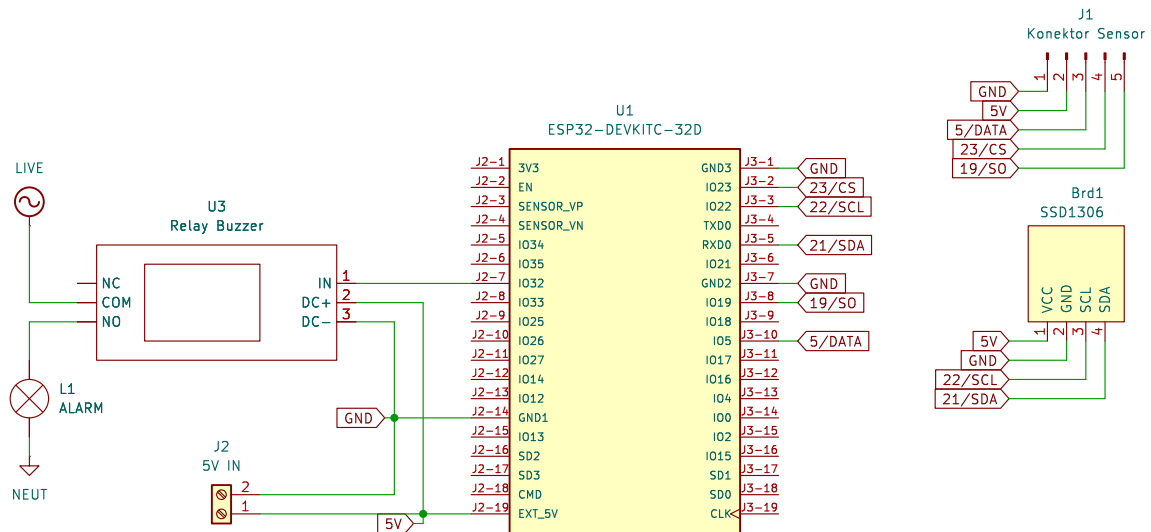 J1
Konektor Sensor
1 2 3 4 5
GND
5V
5/DATA
23/CS
19/SO
LIVE
U3
Relay Buzzer
NC
COM
NO
IN 1
DC+ 2
DC- 3
L1
ALARM
NEUT
GND
J2
5V IN
2
1
5V
U1
ESP32-DEVKITC-32D
J2-1 3V3
J2-2 EN
J2-3 SENSOR_VP
J2-4 SENSOR_VN
J2-5 IO34
J2-6 IO35
J2-7 IO32
J2-8 IO33
J2-9 IO25
J2-10 IO26
J2-11 IO27
J2-12 IO14
J2-13 IO12
J2-14 GND1
J2-15 IO13
J2-16 SD2
J2-17 SD3
J2-18 CMD
J2-19 EXT_5V
GND3 J3-1 GND
IO23 J3-2 23/CS
IO22 J3-3 22/SCL
TXD0 J3-4
RXD0 J3-5 21/SDA
IO21 J3-6
GND2 J3-7 GND
IO19 J3-8 19/SO
IO18 J3-9
IO5 J3-10 5/DATA
IO17 J3-11
IO16 J3-12
IO4 J3-13
IO0 J3-14
IO2 J3-15
IO15 J3-16
SD1 J3-17
SD0 J3-18
CLK J3-19
Brd1
SSD1306
VCC GND SCL SDA
1 2 3 4
5V
GND
22/SCL
21/SDA